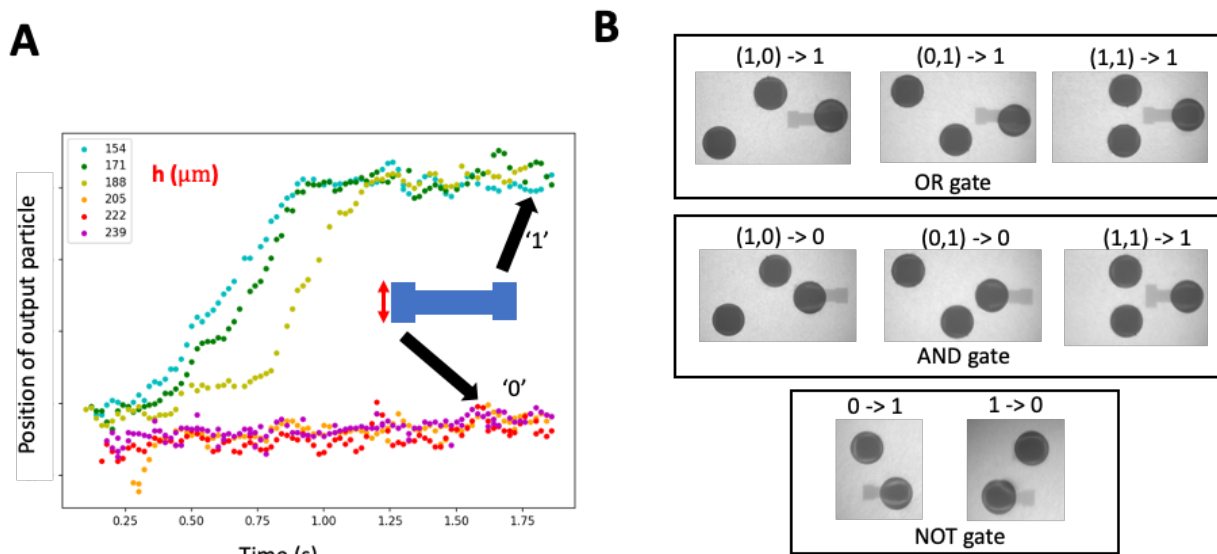 A
Position of output particle
154
171
188
205
222
239
h (μm)
'1'
'0'
0.25 0.50 0.75 1.00 1.25 1.50 1.75
Time (s)
B
(1,0) -> 1 (0,1) -> 1 (1,1) -> 1
OR gate
(1,0) -> 0 (0,1) -> 0 (1,1) -> 1
AND gate
0 -> 1 1 -> 0
NOT gate